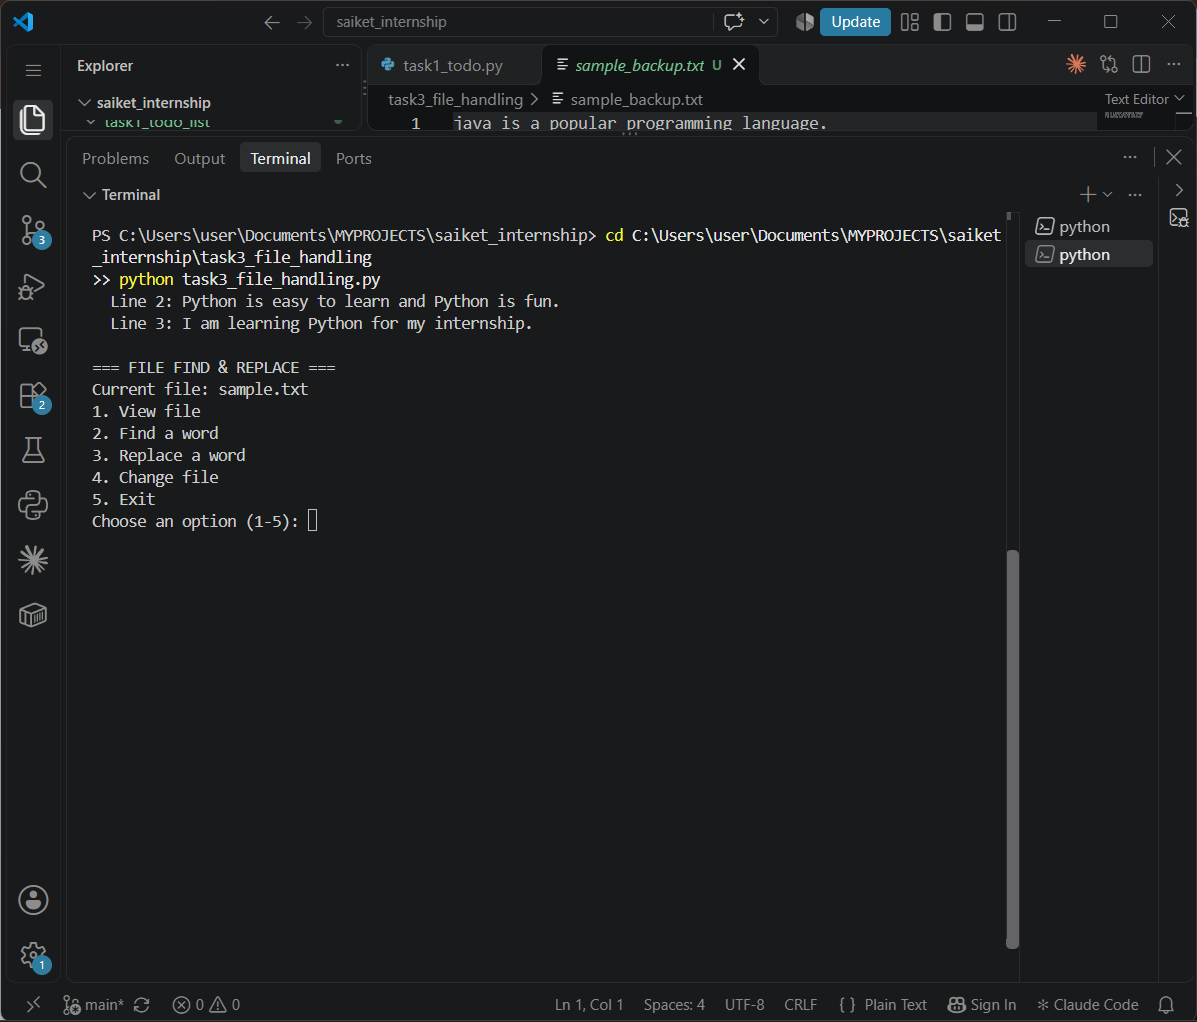 saiket_internship
Update
Explorer
task1_todo.py
sample_backup.txt U
saiket_internship
task3_file_handling
sample_backup.txt
Text Editor
task1_todo_list
1
java is a popular programming language.
Problems
Output
Terminal
Ports
Terminal
PS C:\Users\user\Documents\MYPROJECTS\saiket_internship> cd C:\Users\user\Documents\MYPROJECTS\saiket
_internship\task3_file_handling
>> python task3_file_handling.py
Line 2: Python is easy to learn and Python is fun.
Line 3: I am learning Python for my internship.
=== FILE FIND & REPLACE ===
Current file: sample.txt
1. View file
2. Find a word
3. Replace a word
4. Change file
5. Exit
Choose an option (1-5):
python
python
3
2
1
main*
0
0
Ln 1, Col 1
Spaces: 4
UTF-8
CRLF
{ } Plain Text
Sign In
Claude Code